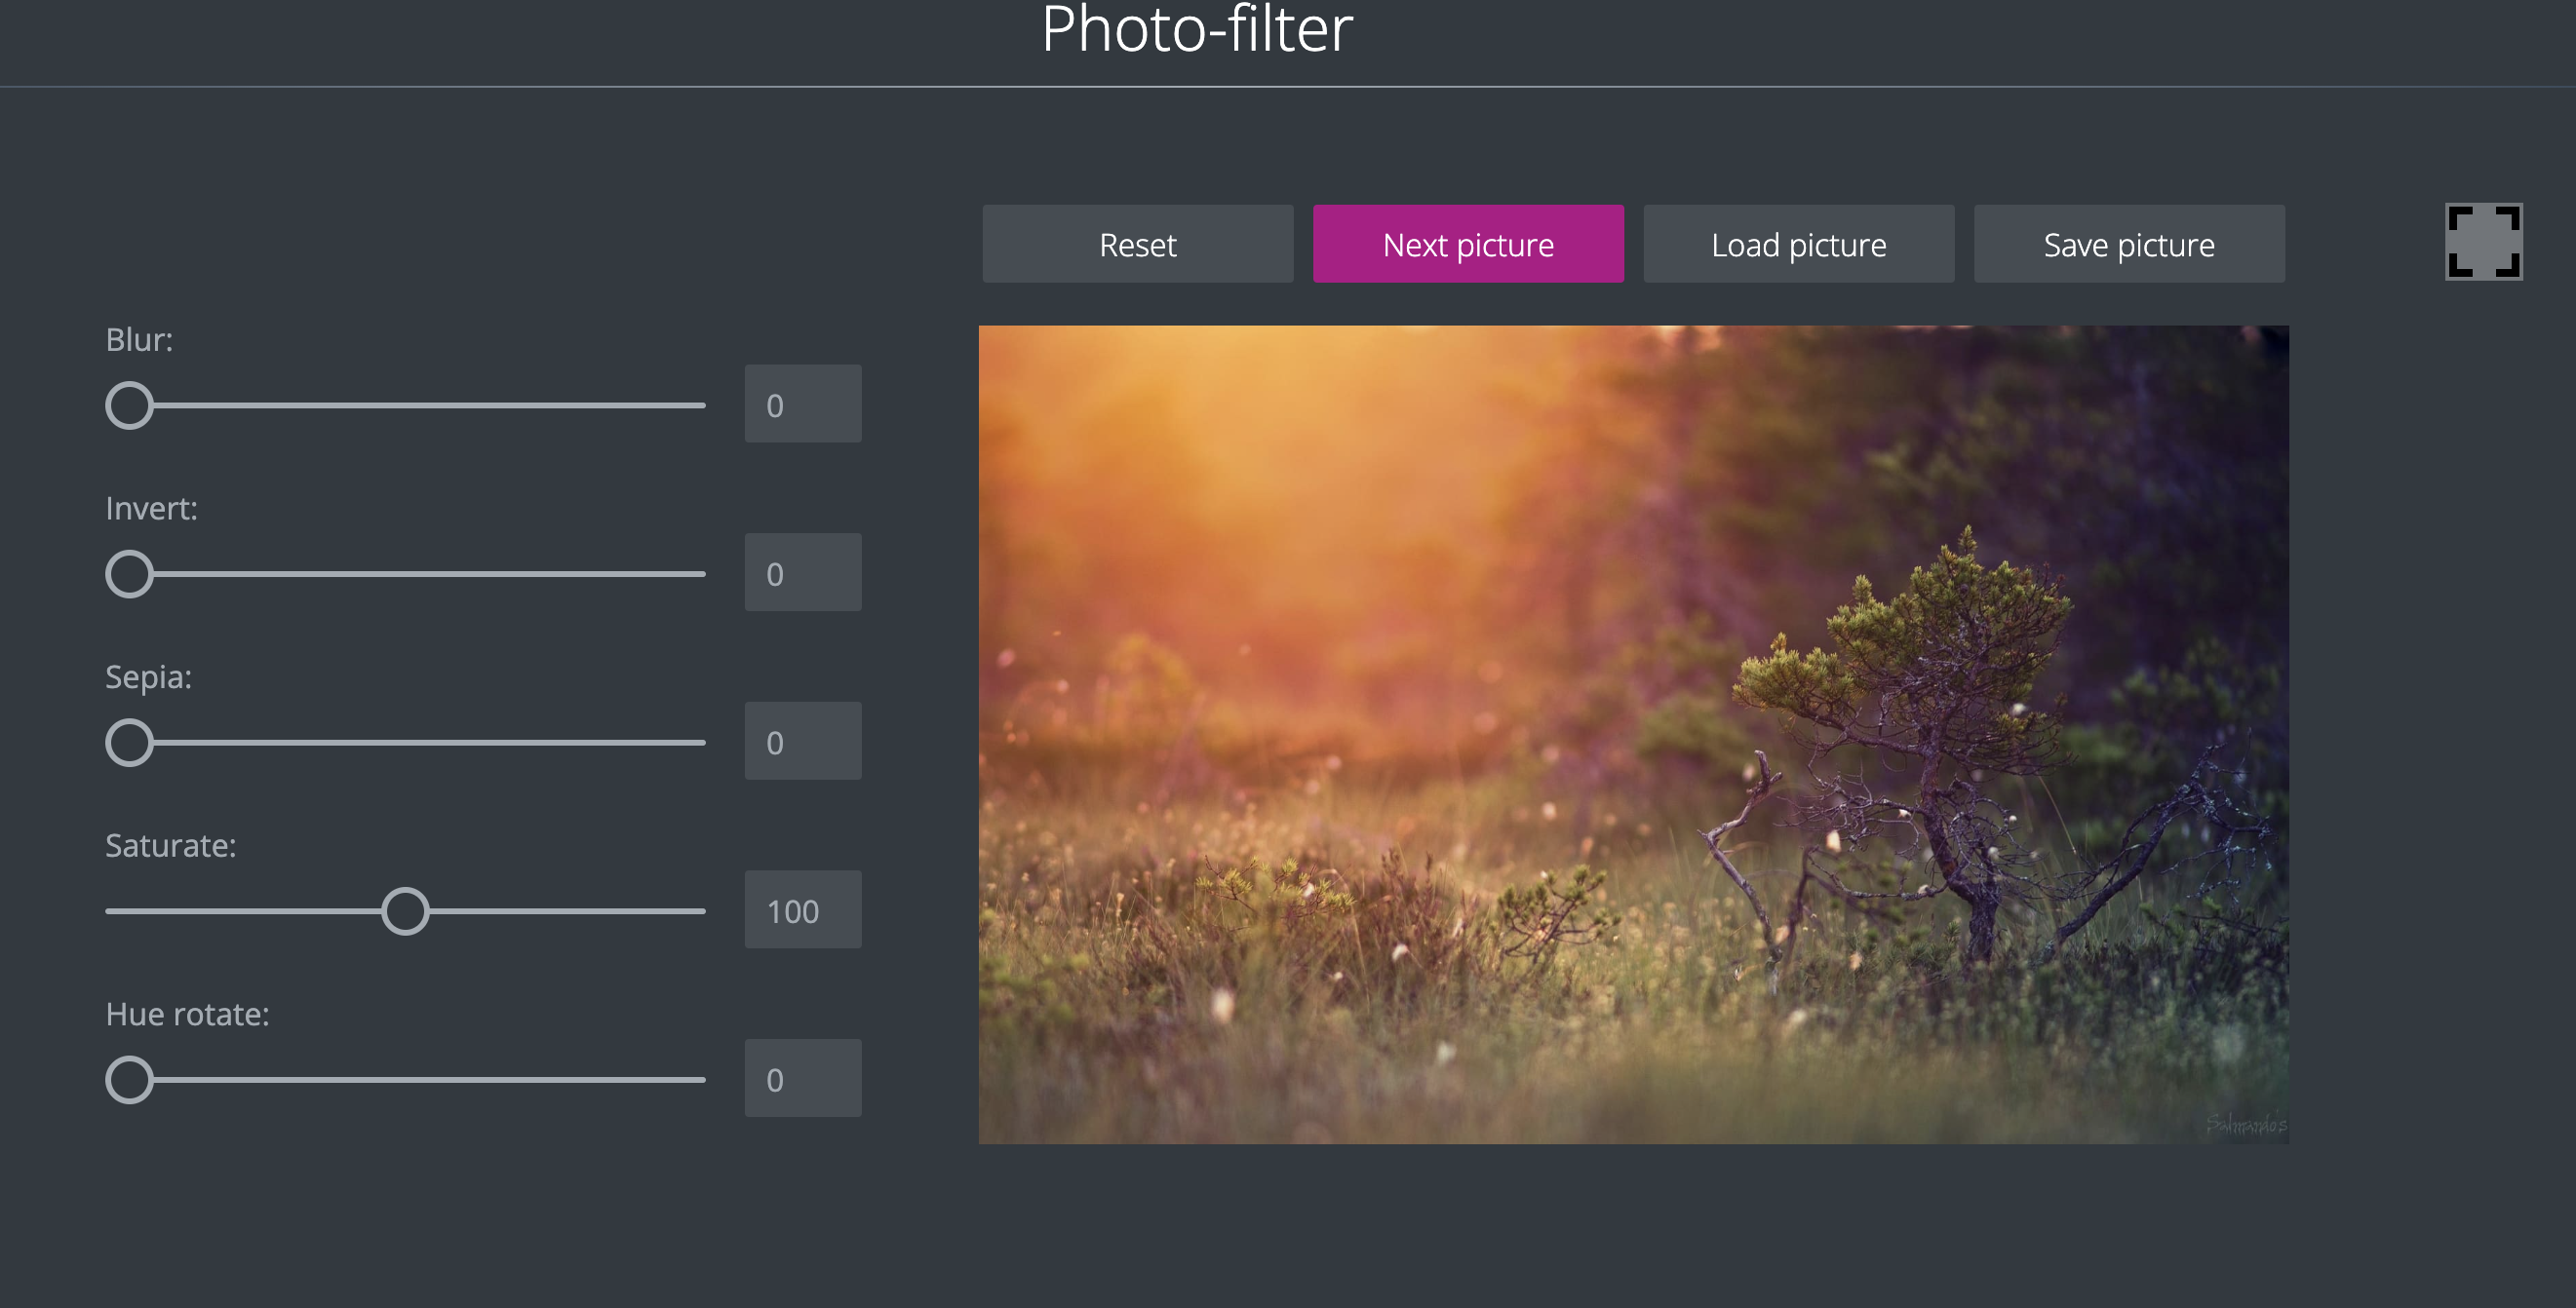 Photo-filter
Reset
Next picture
Load picture
Save picture
Blur:
0
Invert:
0
Sepia:
0
Saturate:
100
Hue rotate:
0